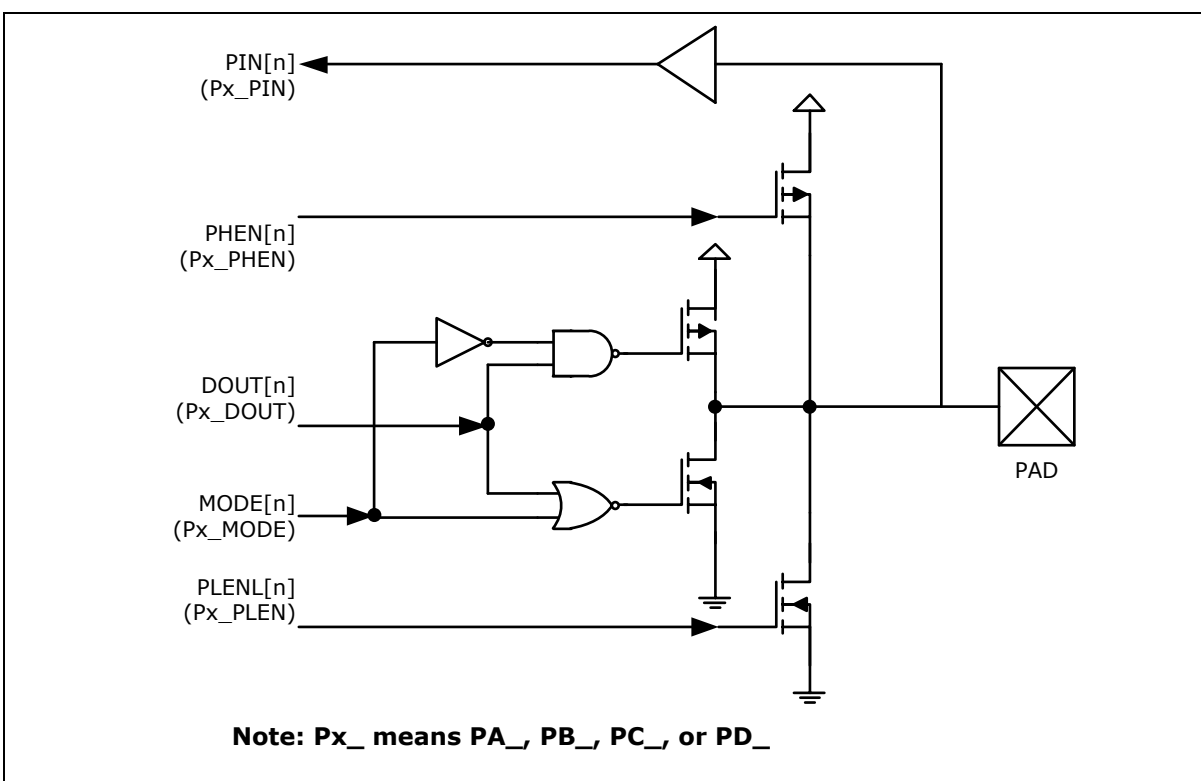 PIN[n]
(Px_PIN)
PHEN[n]
(Px_PHEN)
DOUT[n]
(Px_DOUT)
PAD
MODE[n]
(Px_MODE)
PLENL[n]
(Px_PLEN)
Note: Px_ means PA_, PB_, PC_, or PD_